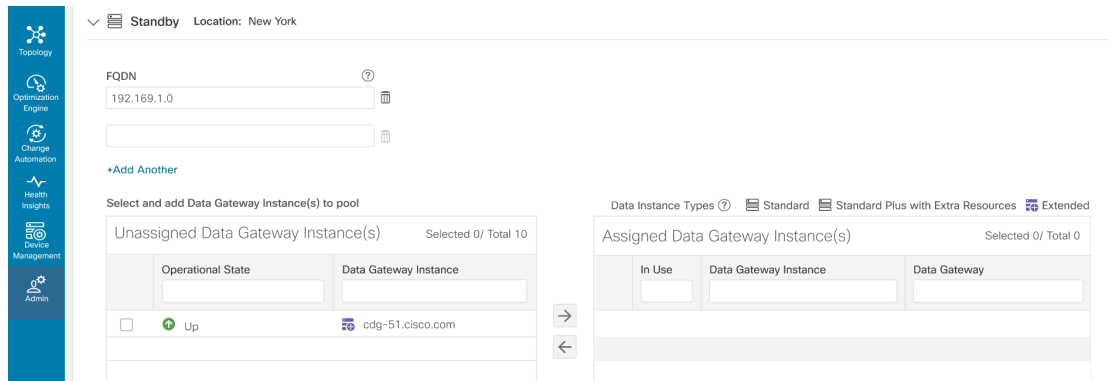 Standby Location: New York
Topology
FQDN
192.169.1.0
Optimization
Engine
Change
Automation
+Add Another
Health
Insights
Select and add Data Gateway Instance(s) to pool
Data Instance Types ? Standard Standard Plus with Extra Resources Extended
Unassigned Data Gateway Instance(s) Selected 0/ Total 10
Assigned Data Gateway Instance(s) Selected 0/ Total 0
Device
Management
Operational State Data Gateway Instance
In Use Data Gateway Instance Data Gateway
Admin
Up cdg-51.cisco.com